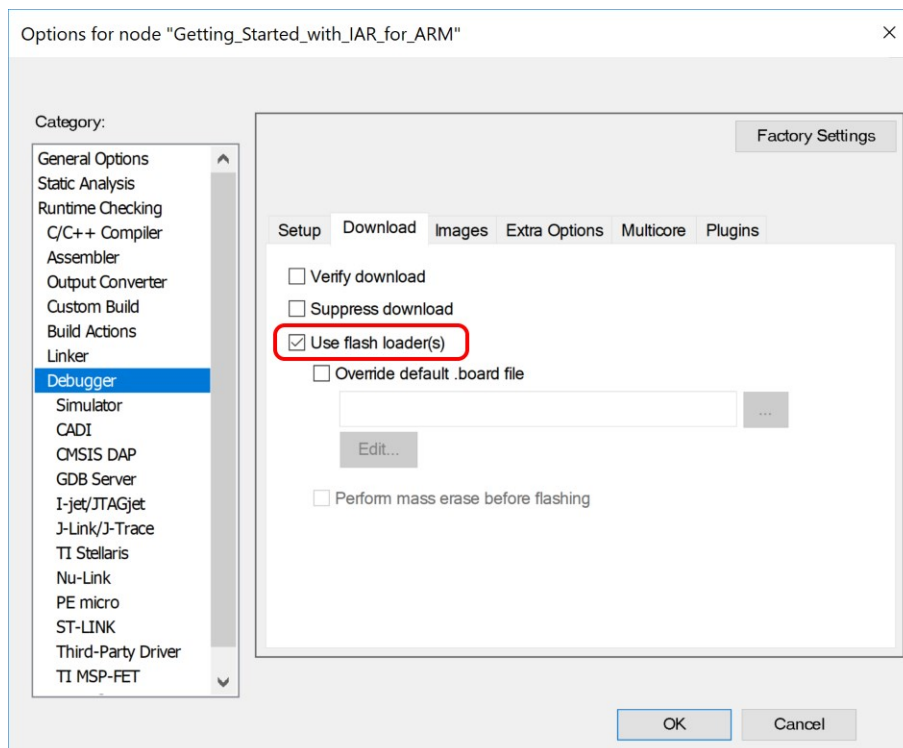 Options for node "Getting_Started_with_IAR_for_ARM"
Category:
Factory Settings
General Options
Static Analysis
Runtime Checking
C/C++ Compiler
Assembler
Output Converter
Custom Build
Build Actions
Linker
Debugger
Simulator
CADI
CMSIS DAP
GDB Server
I-jet/JTAGjet
J-Link/J-Trace
TI Stellaris
Nu-Link
PE micro
ST-LINK
Third-Party Driver
TI MSP-FET
Setup Download Images Extra Options Multicore Plugins
Verify download
Suppress download
Use flash loader(s)
Override default .board file
...
Edit...
Perform mass erase before flashing
OK Cancel